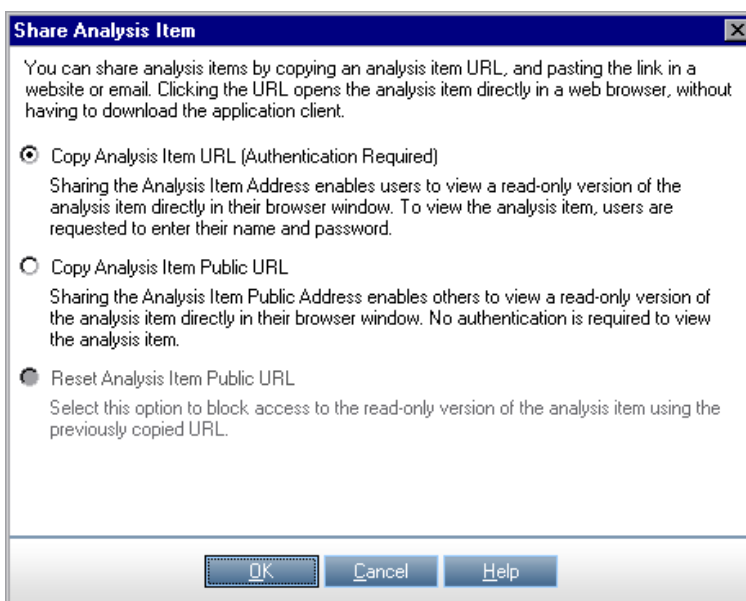 Share Analysis Item
You can share analysis items by copying an analysis item URL, and pasting the link in a
website or email. Clicking the URL opens the analysis item directly in a web browser, without
having to download the application client.
Copy Analysis Item URL (Authentication Required)
Sharing the Analysis Item Address enables users to view a read-only version of the
analysis item directly in their browser window. To view the analysis item, users are
requested to enter their name and password.
Copy Analysis Item Public URL
Sharing the Analysis Item Public Address enables others to view a read-only version of
the analysis item directly in their browser window. No authentication is required to view
the analysis item.
Reset Analysis Item Public URL
Select this option to block access to the read-only version of the analysis item using the
previously copied URL.
OK Cancel Help